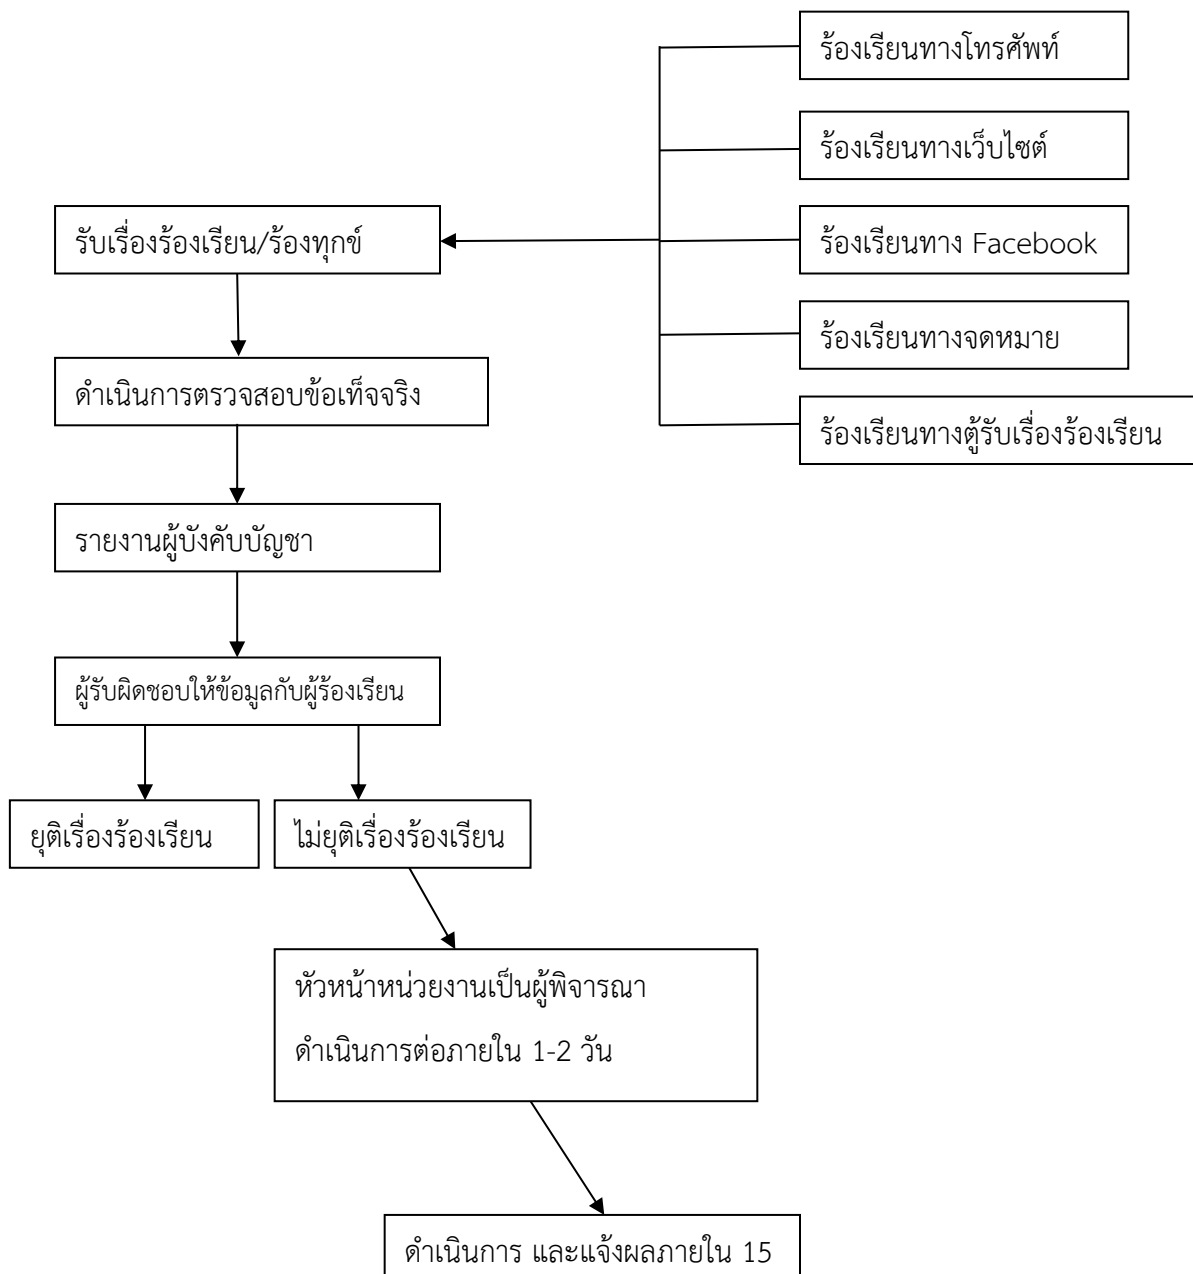 ร้องเรียนทางโทรศัพท์
ร้องเรียนทางเว็บไซต์
ร้องเรียนทาง Facebook
ร้องเรียนทางจดหมาย
ร้องเรียนทางตู้รับเรื่องร้องเรียน
รับเรื่องร้องเรียน/ร้องทุกข์
ดำเนินการตรวจสอบข้อเท็จจริง
รายงานผู้บังคับบัญชา
ผู้รับผิดชอบให้ข้อมูลกับผู้ร้องเรียน
ยุติเรื่องร้องเรียน
ไม่ยุติเรื่องร้องเรียน
หัวหน้าหน่วยงานเป็นผู้พิจารณา
ดำเนินการต่อภายใน 1-2 วัน
ดำเนินการ และแจ้งผลภายใน 15